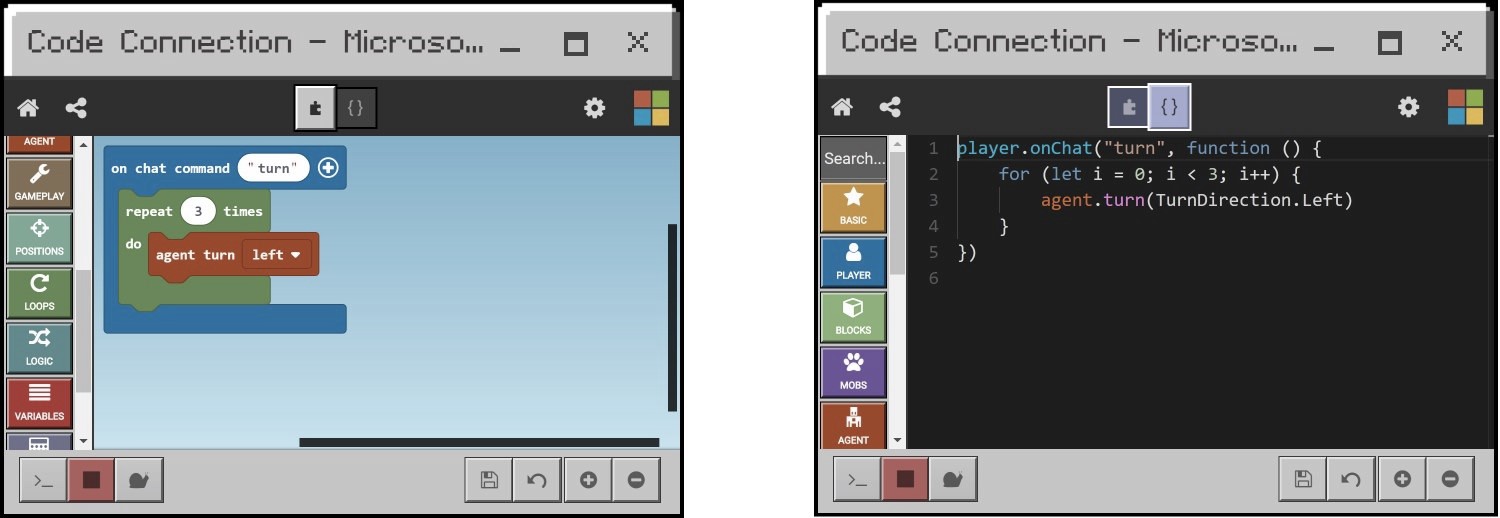 Code Connection - Microso...
{}
AGENT
GAMEPLAY
POSITIONS
LOOPS
LOGIC
VARIABLES
on chat command "turn"
repeat 3 times
do
agent turn left
>_
Code Connection - Microso...
{}
Search...
BASIC
PLAYER
BLOCKS
MOBS
AGENT
1 player.onChat("turn", function () {
2     for (let i = 0; i < 3; i++) {
3         agent.turn(TurnDirection.Left)
4     }
5 })
6
>_